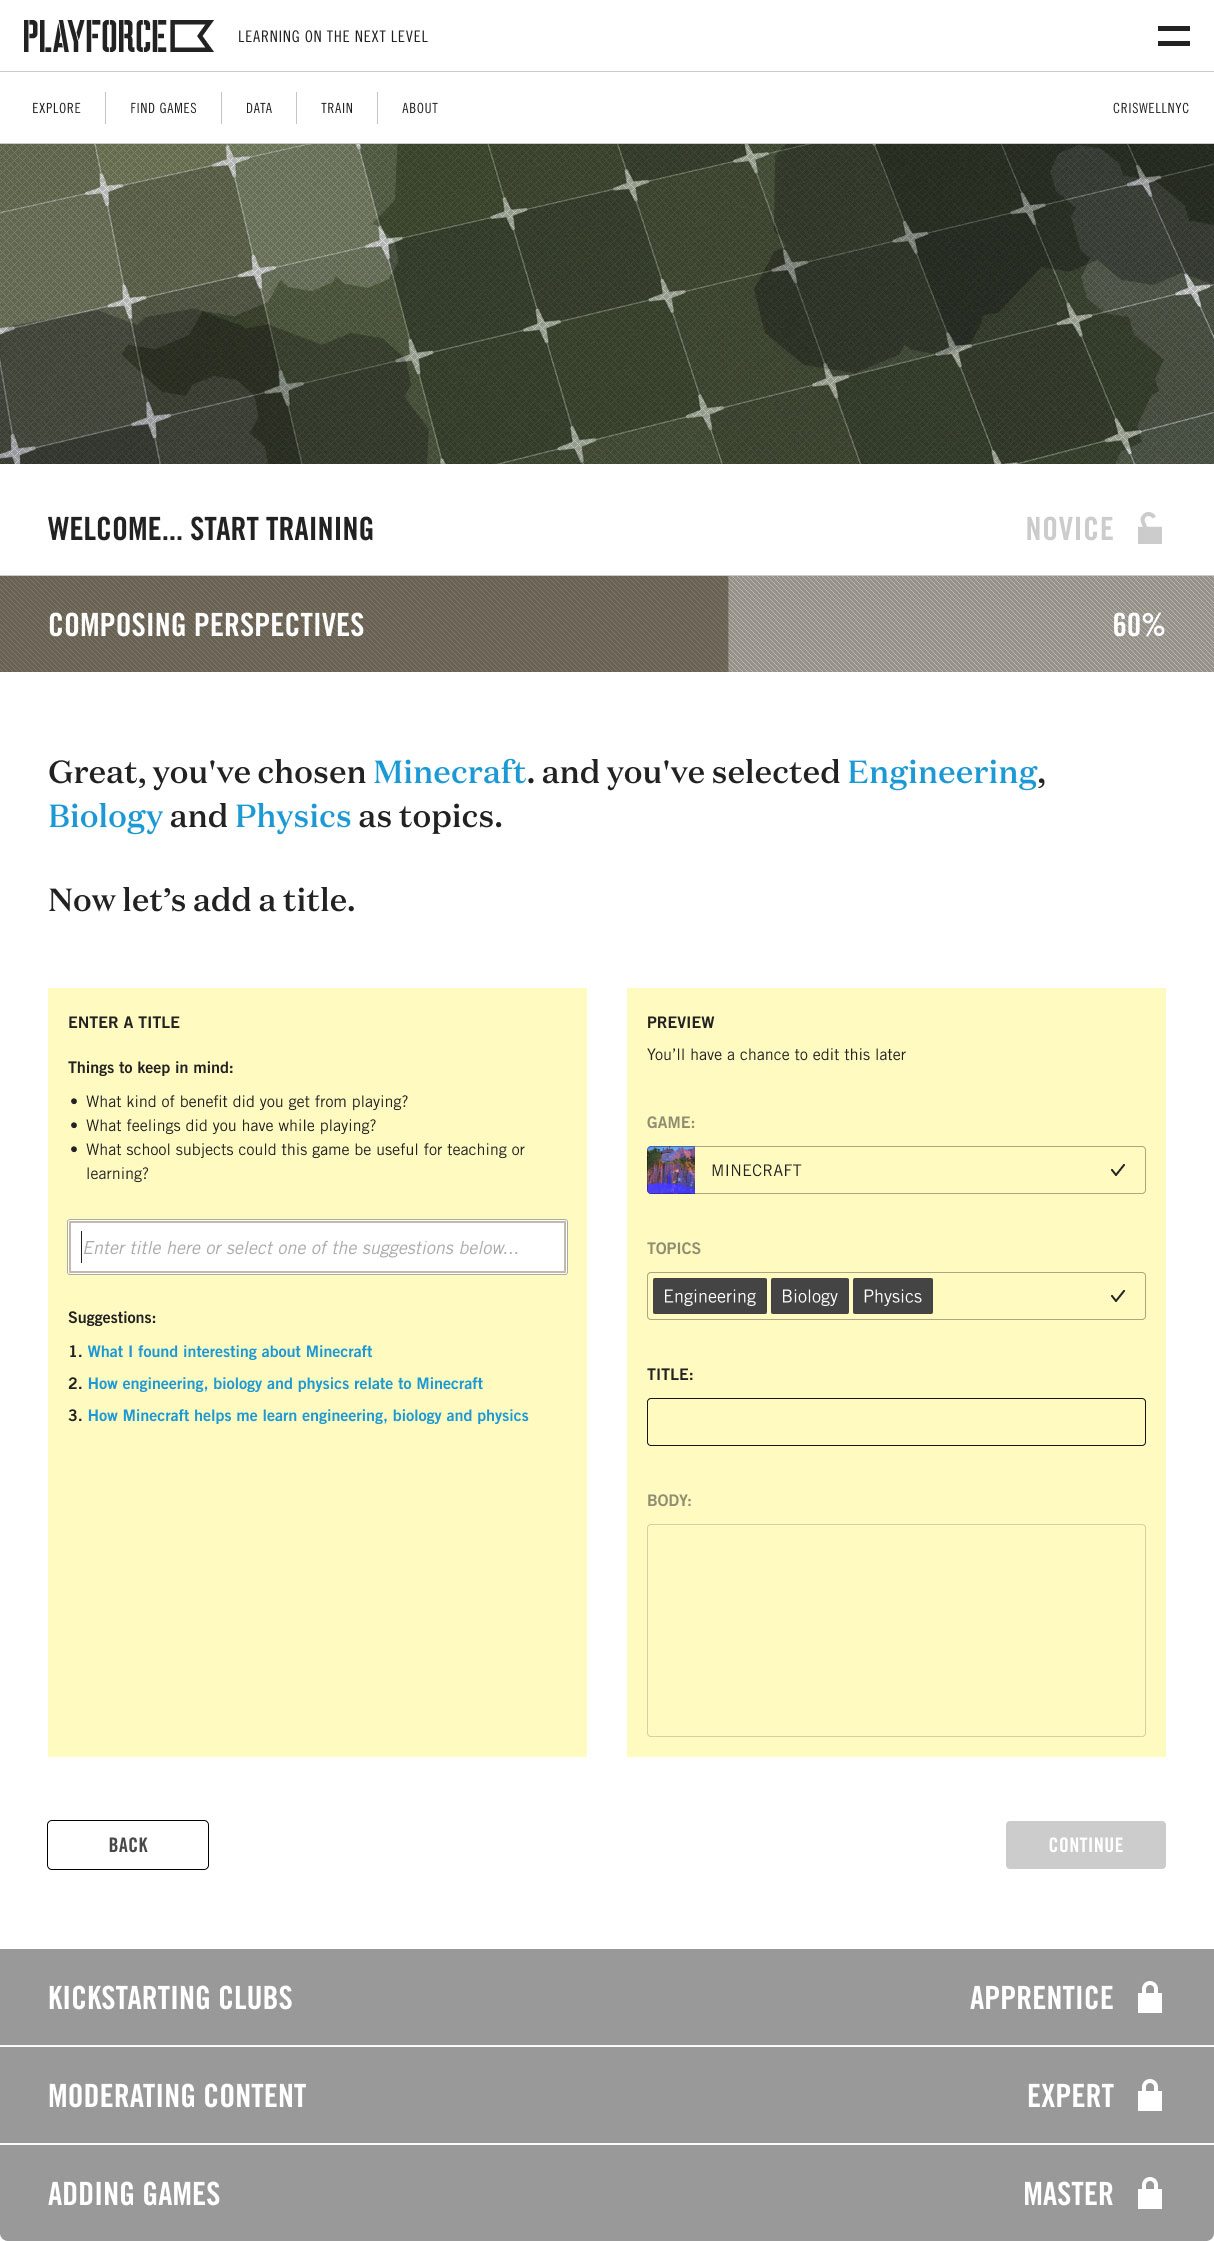 PLAYFORCE LEARNING ON THE NEXT LEVEL
EXPLORE FIND GAMES DATA TRAIN ABOUT CRISWELLNYC
WELCOME... START TRAINING NOVICE
COMPOSING PERSPECTIVES 60%
Great, you've chosen Minecraft. and you've selected Engineering,
Biology and Physics as topics.
Now let’s add a title.
ENTER A TITLE
Things to keep in mind:
• What kind of benefit did you get from playing?
• What feelings did you have while playing?
• What school subjects could this game be useful for teaching or
learning?
Enter title here or select one of the suggestions below...
Suggestions:
1. What I found interesting about Minecraft
2. How engineering, biology and physics relate to Minecraft
3. How Minecraft helps me learn engineering, biology and physics
PREVIEW
You’ll have a chance to edit this later
GAME:
MINECRAFT
TOPICS
Engineering Biology Physics
TITLE:
BODY:
BACK CONTINUE
KICKSTARTING CLUBS APPRENTICE
MODERATING CONTENT EXPERT
ADDING GAMES MASTER